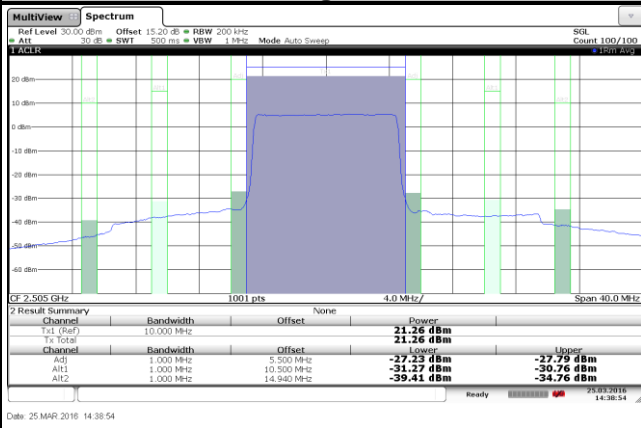 MultiView Spectrum
Ref Level 30.00 dBm Offset 15.20 dB RBW 200 kHz SGL
Att 30 dB SWT 500 ms VBW 1 MHz Mode Auto Sweep Count 100/100
1 ACLR 1Rm Avg
20 dBm
10 dBm
0 dBm
-10 dBm
-20 dBm
-30 dBm
-40 dBm
-50 dBm
-60 dBm
CF 2.505 GHz 1001 pts 4.0 MHz/ Span 40.0 MHz
2 Result Summary None
Channel Bandwidth Offset Power
Tx1 (Ref) 10.000 MHz 21.26 dBm
Tx Total 21.26 dBm
Channel Bandwidth Offset Lower Upper
Adj 1.000 MHz 5.500 MHz -27.23 dBm -27.79 dBm
Alt1 1.000 MHz 10.500 MHz -31.27 dBm -30.76 dBm
Alt2 1.000 MHz 14.940 MHz -39.41 dBm -34.76 dBm
Ready 25.03.2016
14:38:54
Date: 25.MAR.2016 14:38:54